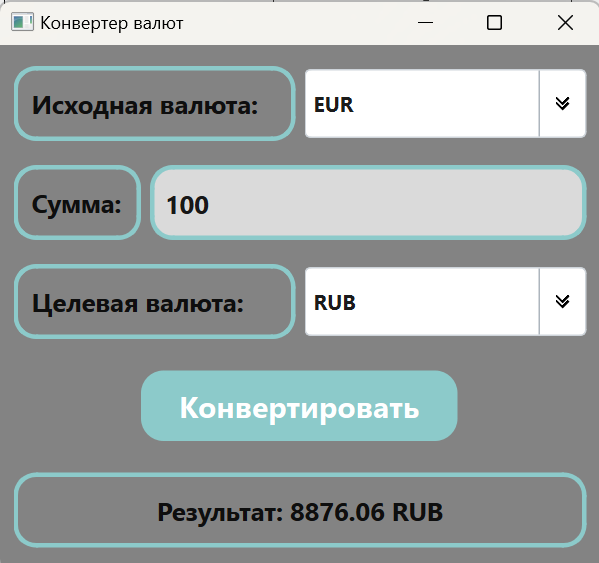 Конвертер валют
Исходная валюта: EUR
Сумма: 100
Целевая валюта: RUB
Конвертировать
Результат: 8876.06 RUB